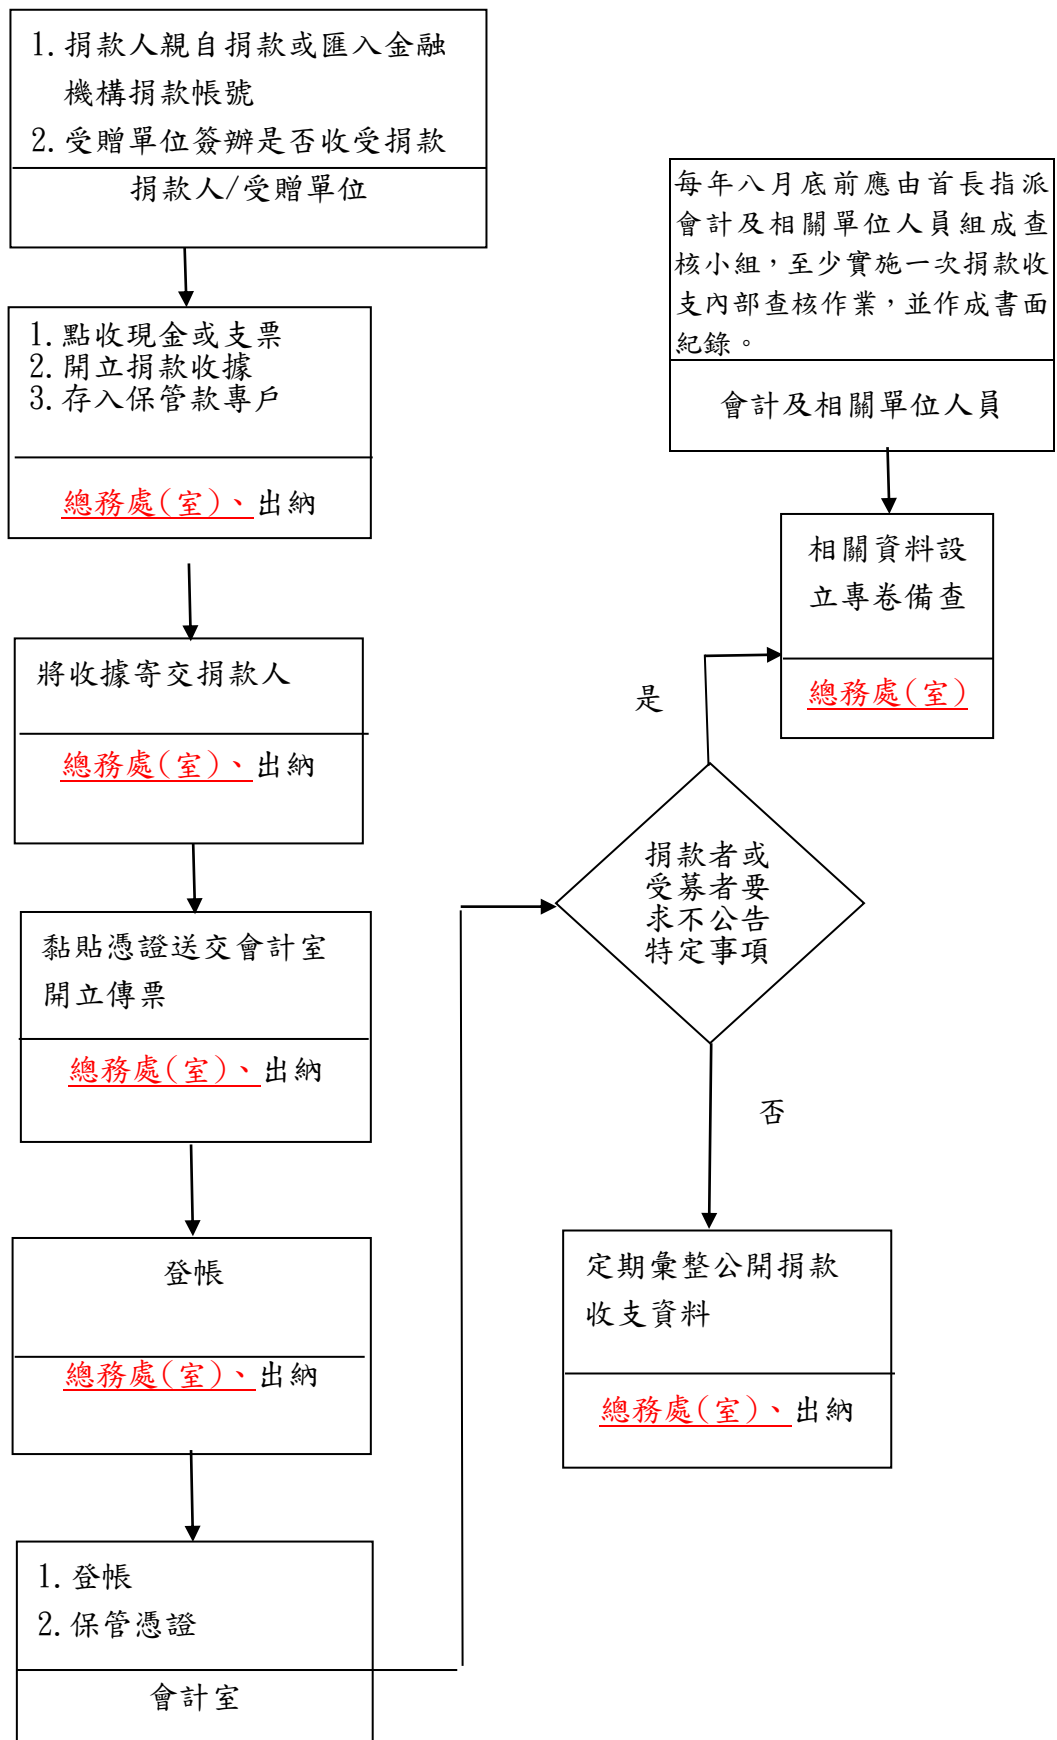 1. 捐款人親自捐款或匯入金融
機構捐款帳號
2. 受贈單位簽辦是否收受捐款
捐款人/受贈單位
1. 點收現金或支票
2. 開立捐款收據
3. 存入保管款專戶
總務處(室)、出納
將收據寄交捐款人
總務處(室)、出納
黏貼憑證送交會計室
開立傳票
總務處(室)、出納
登帳
總務處(室)、出納
1. 登帳
2. 保管憑證
會計室
每年八月底前應由首長指派
會計及相關單位人員組成查
核小組，至少實施一次捐款收
支內部查核作業，並作成書面
紀錄。
會計及相關單位人員
相關資料設
立專卷備查
總務處(室)
是
捐款者或
受募者要
求不公告
特定事項
否
定期彙整公開捐款
收支資料
總務處(室)、出納